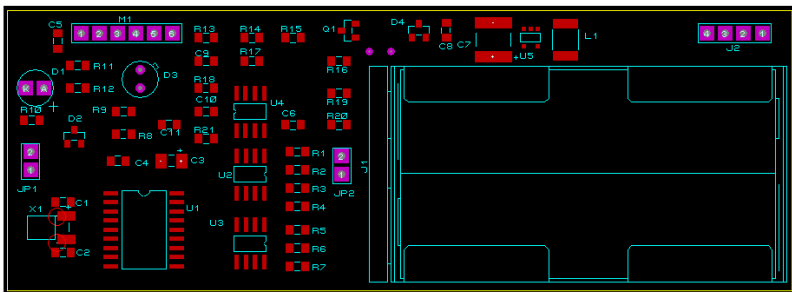 C5
M1
1 2 3 4 5 6
R13
R14
R15
Q1
D4
C8
C7
+U5
L1
4 3 2 1
J2
D1
K A
+
R11
R12
D3
C9
R17
R16
R18
R10
R9
C10
U4
R19
D2
R8
C11
R21
C6
R20
2
1
JP1
C4
+
C3
U2
R1
R2
R3
R4
2
1
JP2
J1
X1
C1
+
C2
U1
U3
R5
R6
R7